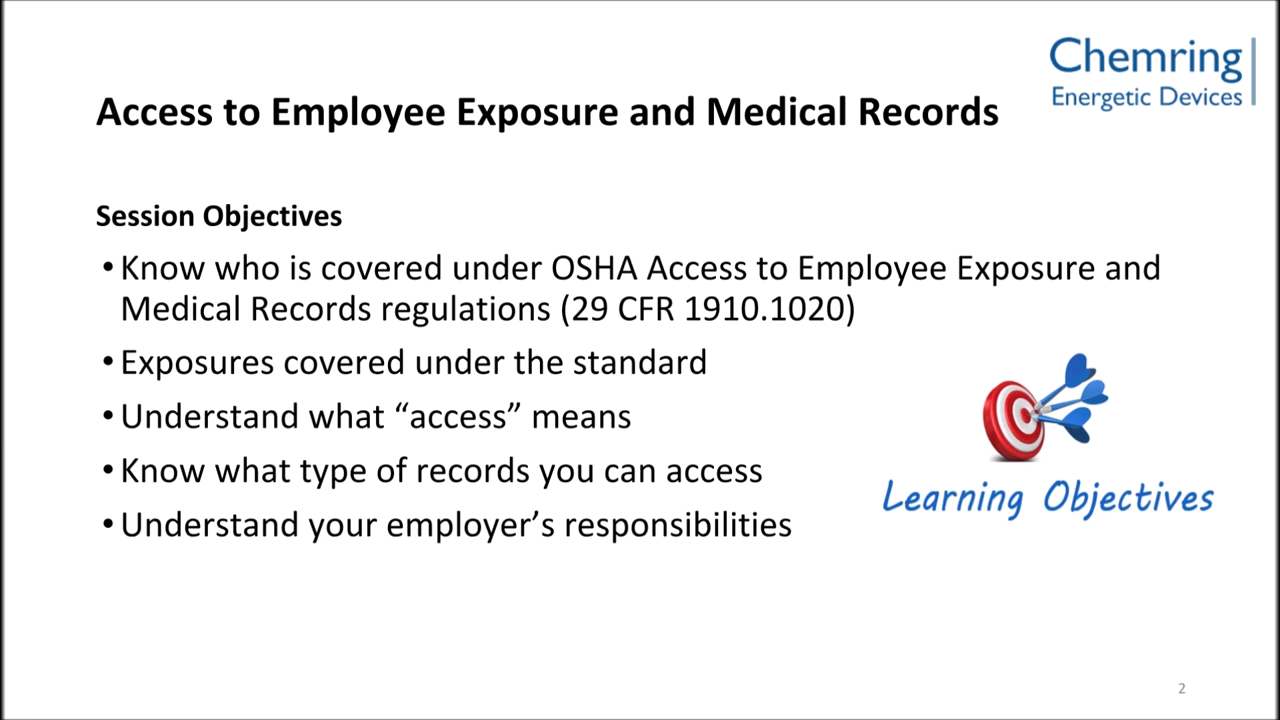 Chemring
Energetic Devices
Access to Employee Exposure and Medical Records
Session Objectives
•Know who is covered under OSHA Access to Employee Exposure and
Medical Records regulations (29 CFR 1910.1020)
•Exposures covered under the standard
•Understand what “access” means
•Know what type of records you can access
•Understand your employer’s responsibilities
Learning Objectives
2